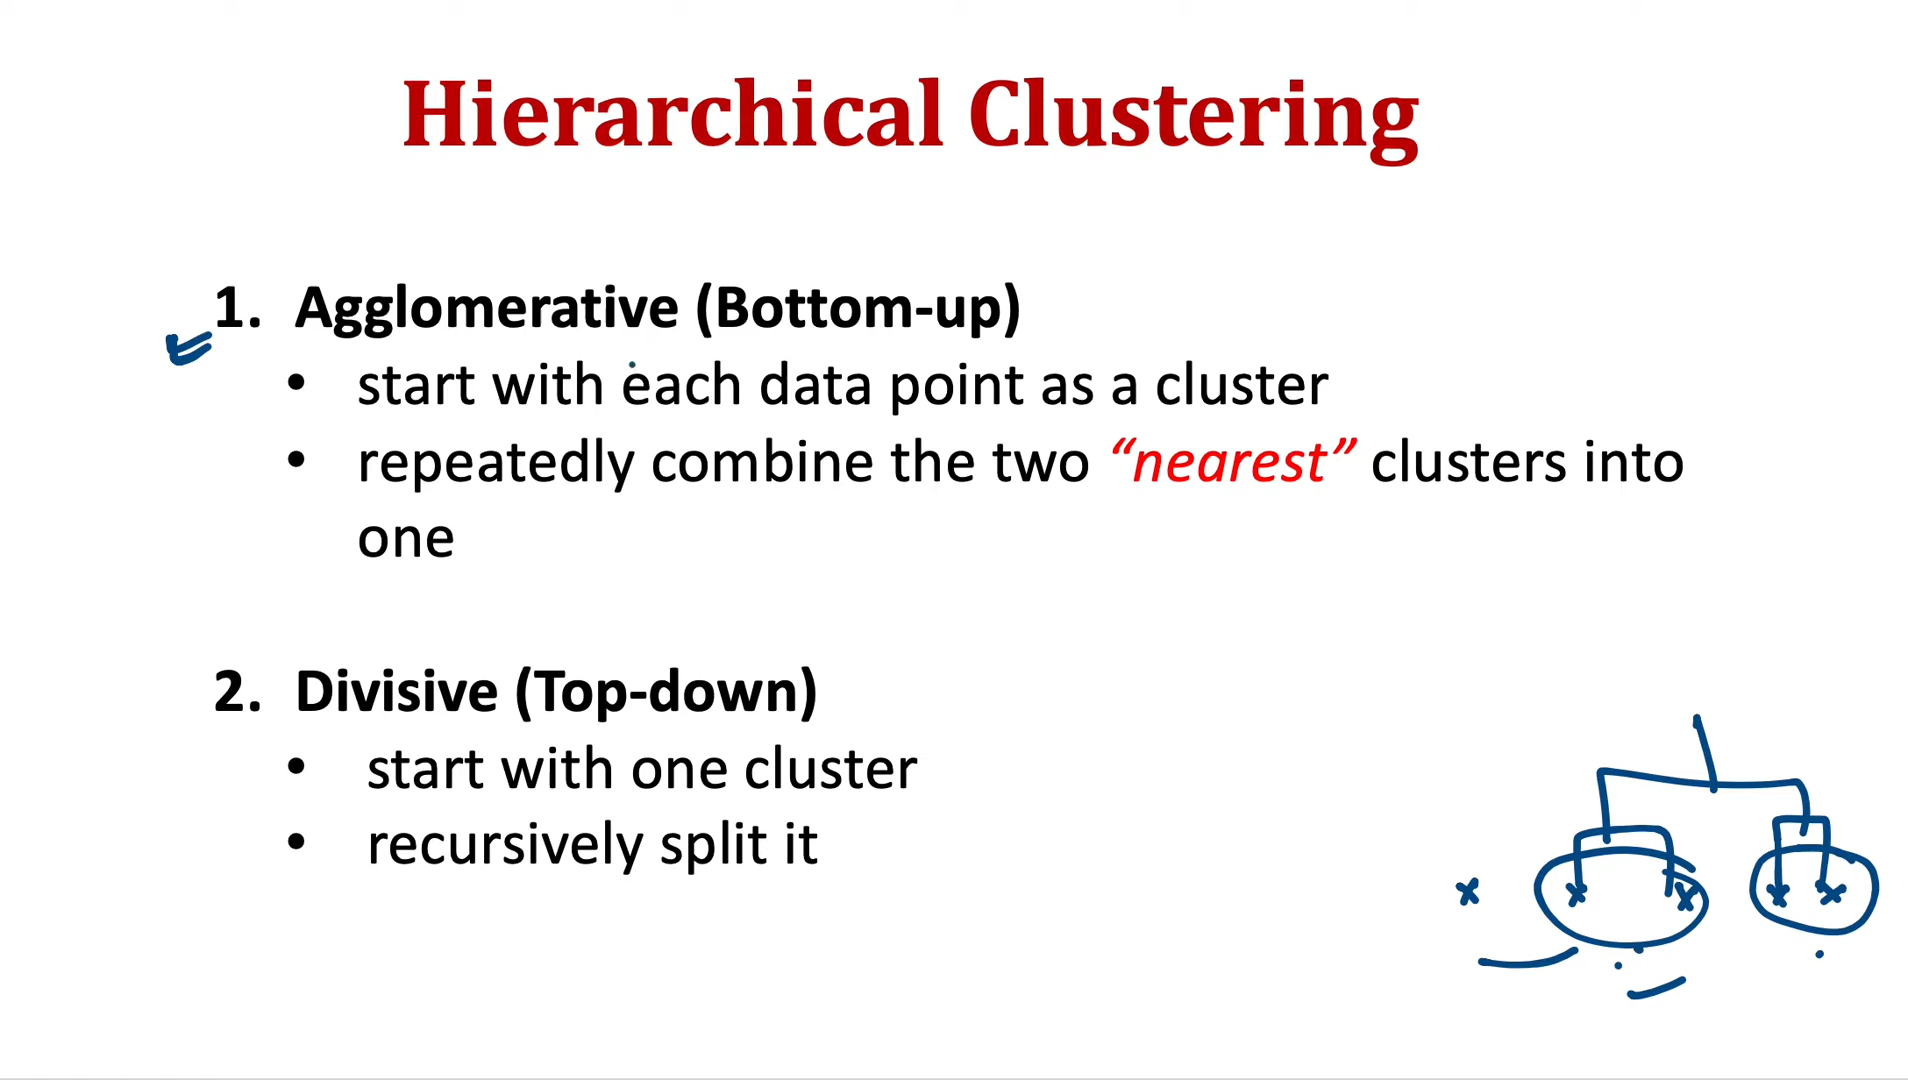 Hierarchical Clustering
1. Agglomerative (Bottom-up)
• start with each data point as a cluster
• repeatedly combine the two “nearest” clusters into
one
2. Divisive (Top-down)
• start with one cluster
• recursively split it
x x x x x